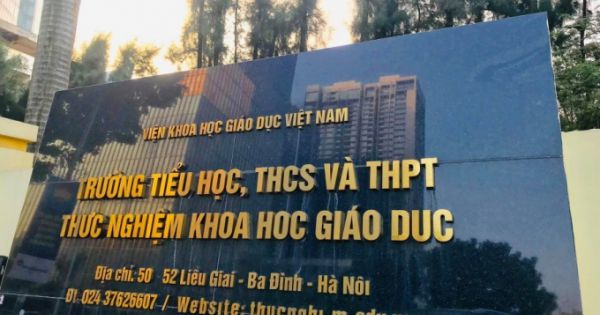 VIỆN KHOA HỌC GIÁO DỤC VIỆT NAM
TRƯỜNG TIỂU HỌC, THCS VÀ THPT
THỰC NGHIỆM KHOA HỌC GIÁO DỤC
Địa chỉ: 50 52 Liễu Giai - Ba Đình - Hà Nội
ĐT 024 37626607 / Website: